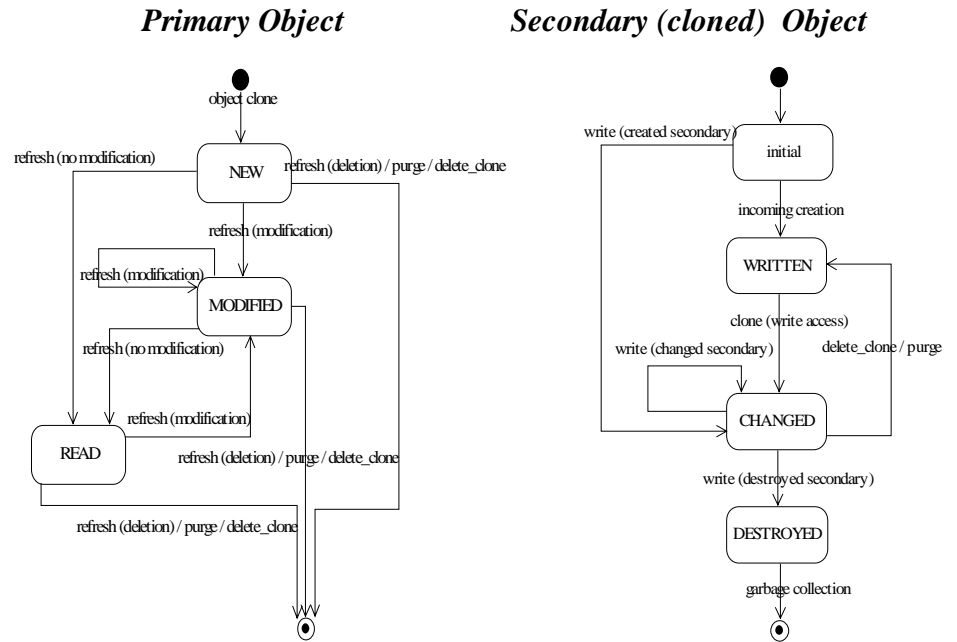 Primary Object
object clone
refresh (no modification)
NEW
refresh (deletion) / purge / delete_clone
refresh (modification)
refresh (modification)
MODIFIED
refresh (no modification)
refresh (modification)
READ
refresh (deletion) / purge / delete_clone
refresh (deletion) / purge / delete_clone
Secondary (cloned) Object
write (created secondary)
initial
incoming creation
WRITTEN
clone (write access)
delete_clone / purge
write (changed secondary)
CHANGED
write (destroyed secondary)
DESTROYED
garbage collection